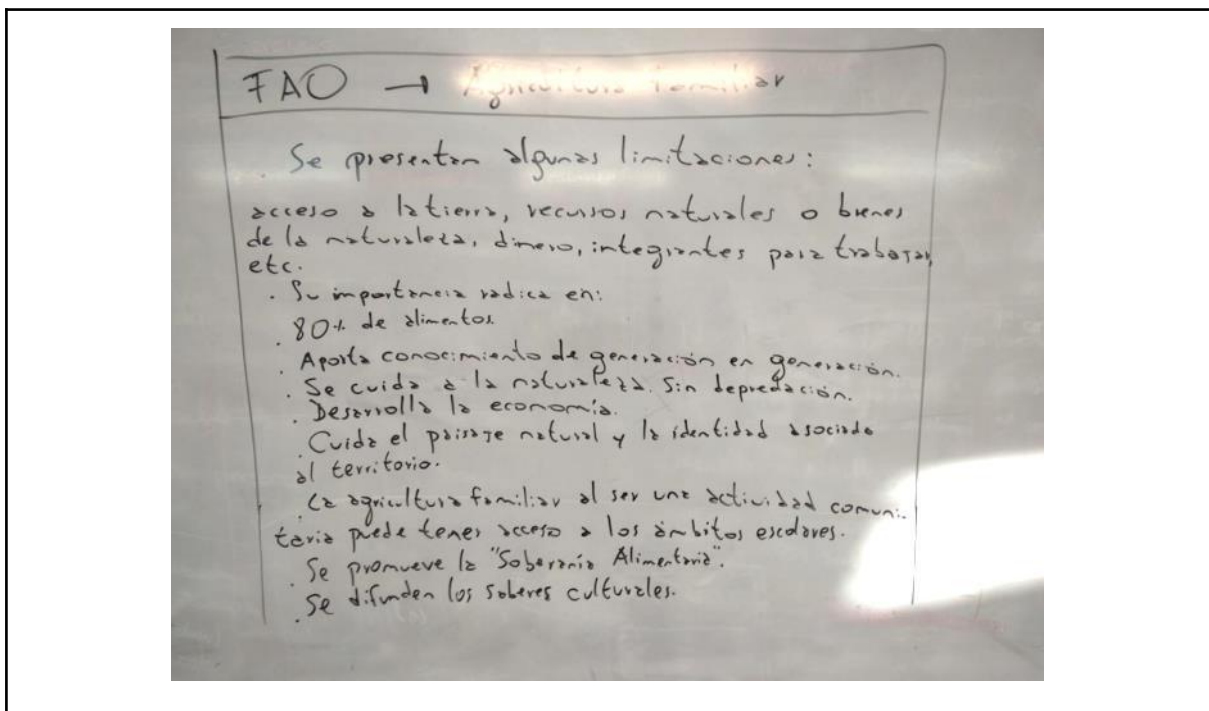 FAO → Agricultura Familiar
. Se presentan algunas limitaciones:
acceso a la tierra, recursos naturales o bienes
de la naturaleza, dinero, integrantes para trabajar,
etc.
. Su importancia radica en:
. 80% de alimentos.
. Aporta conocimiento de generación en generación.
. Se cuida a la naturaleza. Sin depredación.
. Desarrolla la economía.
. Cuida el paisaje natural y la identidad asociada
al territorio.
. La agricultura familiar al ser una actividad comuni-
taria puede tener acceso a los ámbitos escolares.
. Se promueve la "Soberanía Alimentaria".
. Se difunden los saberes culturales.